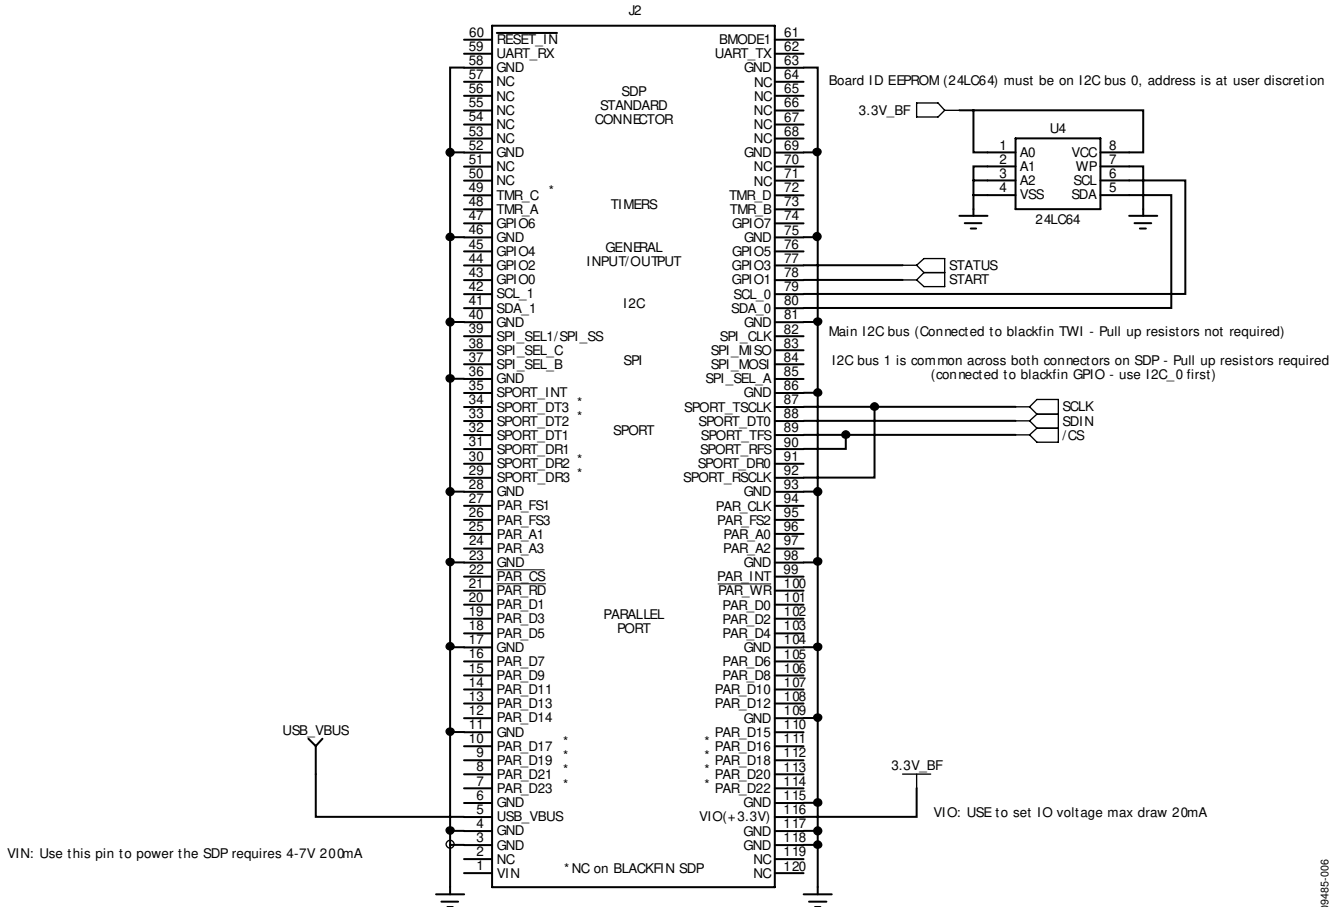 J2
60 RESET_IN BMODE1 61
59 UART_RX UART_TX 62
58 GND GND 63
57 NC NC 64
56 NC NC 65
55 NC NC 66
54 NC NC 67
53 NC NC 68
52 GND GND 69
51 NC NC 70
50 NC NC 71
49 TMR_C * TMR_D 72
48 TMR_A TMR_B 73
47 GPIO6 GPIO7 74
46 GND GND 75
45 GPIO4 GPIO5 76
44 GPIO2 GPIO3 77
43 GPIO0 GPIO1 78
42 SCL_1 SCL_0 79
41 SDA_1 SDA_0 80
40 GND GND 81
39 SPI_SEL1/SPI_SS SPI_CLK 82
38 SPI_SEL_C SPI_MISO 83
37 SPI_SEL_B SPI_MOSI 84
36 GND SPI_SEL_A 85
35 SPORT_INT GND 86
34 SPORT_DT3 * SPORT_TSCLK 87
33 SPORT_DT2 * SPORT_DT0 88
32 SPORT_DT1 SPORT_TFS 89
31 SPORT_DR1 SPORT_RFS 90
30 SPORT_DR2 * SPORT_DR0 91
29 SPORT_DR3 * SPORT_RSCLK 92
28 GND GND 93
27 PAR_FS1 PAR_CLK 94
26 PAR_FS3 PAR_FS2 95
25 PAR_A1 PAR_A0 96
24 PAR_A3 PAR_A2 97
23 GND GND 98
22 PAR_CS PAR_INT 99
21 PAR_RD PAR_WR 100
20 PAR_D1 PAR_D0 101
19 PAR_D3 PAR_D2 102
18 PAR_D5 PAR_D4 103
17 GND GND 104
16 PAR_D7 PAR_D6 105
15 PAR_D9 PAR_D8 106
14 PAR_D11 PAR_D10 107
13 PAR_D13 PAR_D12 108
12 PAR_D14 GND 109
11 GND PAR_D15 110
10 PAR_D17 * * PAR_D16 111
9 PAR_D19 * * PAR_D18 112
8 PAR_D21 * * PAR_D20 113
7 PAR_D23 * * PAR_D22 114
6 GND GND 115
5 USB_VBUS VIO(+3.3V) 116
4 GND GND 117
3 GND GND 118
2 NC NC 119
1 VIN NC 120
SDP
STANDARD
CONNECTOR
TIMERS
GENERAL
INPUT/OUTPUT
I2C
SPI
SPORT
PARALLEL
PORT
*NC on BLACKFIN SDP
Board ID EEPROM (24LC64) must be on I2C bus 0, address is at user discretion
3.3V_BF
U4
1 A0 VCC 8
2 A1 WP 7
3 A2 SCL 6
4 VSS SDA 5
24LC64
STATUS
START
Main I2C bus (Connected to blackfin TWI - Pull up resistors not required)
I2C bus 1 is common across both connectors on SDP - Pull up resistors required
(connected to blackfin GPIO - use I2C_0 first)
SCLK
SDIN
/CS
USB_VBUS
3.3V_BF
VIO: USE to set IO voltage max draw 20mA
VIN: Use this pin to power the SDP requires 4-7V 200mA
09485-006